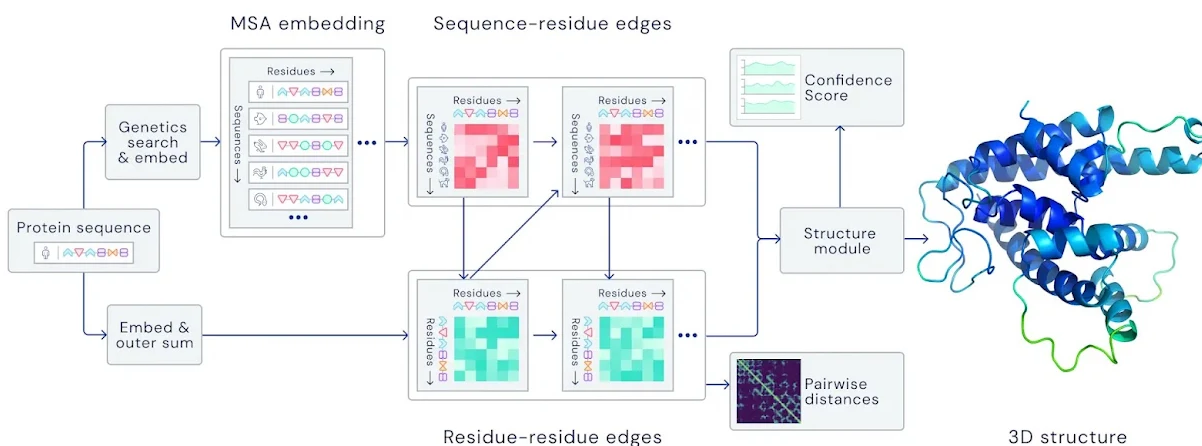 MSA embedding
Sequence-residue edges
Genetics
search
& embed
Residues →
Sequences →
•••
•••
Residues →
Sequences →
Residues →
Sequences →
•••
Confidence
Score
Protein sequence
Structure
module
Embed &
outer sum
Residues →
Residues →
Residues →
Residues →
•••
Pairwise
distances
Residue-residue edges
3D structure